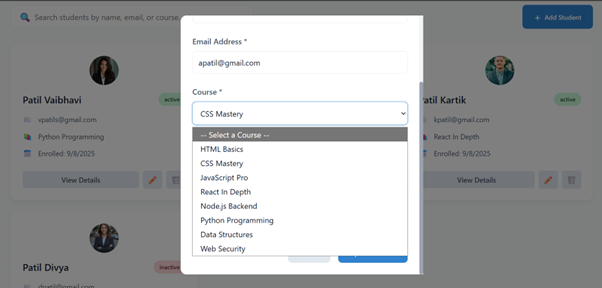 Search students by name, email, or course
+ Add Student
Email Address *
apatil@gmail.com
Course *
CSS Mastery
-- Select a Course --
HTML Basics
CSS Mastery
JavaScript Pro
React In Depth
Node.js Backend
Python Programming
Data Structures
Web Security
Patil Vaibhavi
active
vpatils@gmail.com
Python Programming
Enrolled: 9/8/2025
View Details
atil Kartik
active
kpatil@gmail.com
React In Depth
Enrolled: 9/8/2025
View Details
Patil Divya
inactive